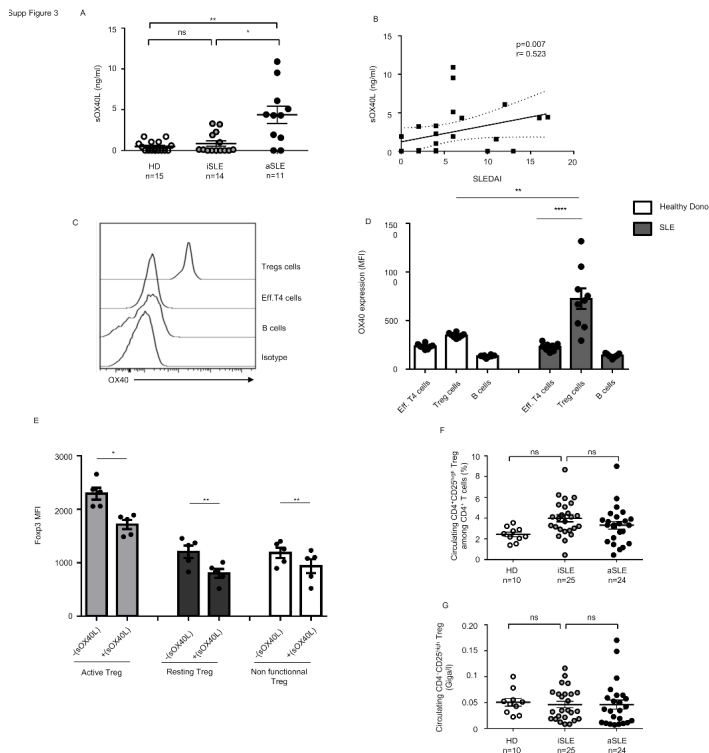 Supp Figure 3
A
**
ns
*
sOX40L (ng/ml)
15
10
5
0
HD
n=15
iSLE
n=14
aSLE
n=11
B
p=0.007
r= 0.523
sOX40L (ng/ml)
15
10
5
0
0
5
10
15
20
SLEDAI
C
Tregs cells
Eff.T4 cells
B cells
Isotype
OX40
D
**
****
Healthy Dono
SLE
OX40 expression (MFI)
150
0
100
0
500
0
Eff. T4 cells
Treg cells
B cells
Eff. T4 cells
Treg cells
B cells
E
*
**
**
Foxp3 MFI
3000
2000
1000
0
-(sOX40L)
+(sOX40L)
-(sOX40L)
+(sOX40L)
-(sOX40L)
+(sOX40L)
Active Treg
Resting Treg
Non functionnal
Treg
F
ns
ns
Circulating CD4+CD25high Treg
among CD4+ T cells (%)
10
8
6
4
2
0
HD
n=10
iSLE
n=25
aSLE
n=24
G
ns
ns
Circulating CD4+CD25high Treg
(Giga/l)
0.20
0.15
0.10
0.05
0
HD
n=10
iSLE
n=25
aSLE
n=24